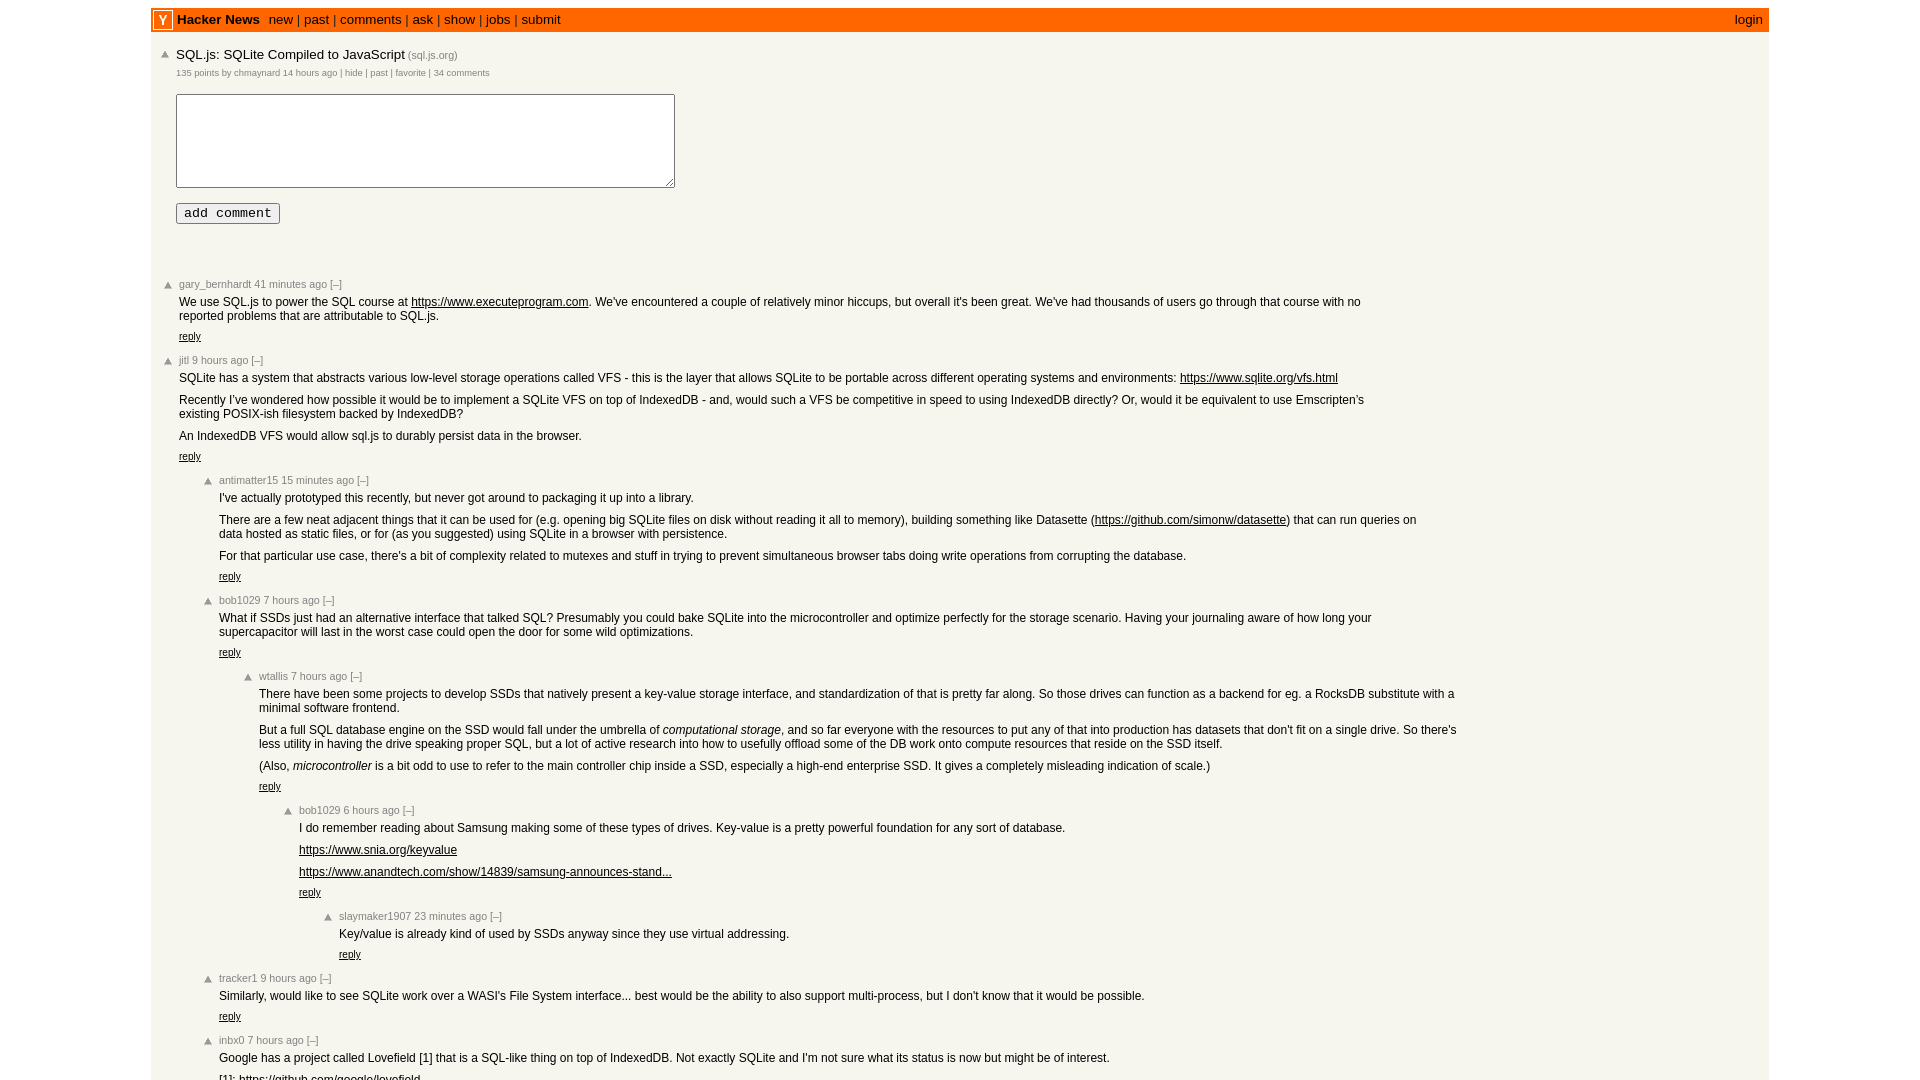 Y Hacker News new | past | comments | ask | show | jobs | submit login
SQL.js: SQLite Compiled to JavaScript (sql.js.org)
135 points by chmaynard 14 hours ago | hide | past | favorite | 34 comments
add comment
gary_bernhardt 41 minutes ago [–]
We use SQL.js to power the SQL course at https://www.executeprogram.com. We've encountered a couple of relatively minor hiccups, but overall it's been great. We've had thousands of users go through that course with no
reported problems that are attributable to SQL.js.
reply
jitl 9 hours ago [–]
SQLite has a system that abstracts various low-level storage operations called VFS - this is the layer that allows SQLite to be portable across different operating systems and environments: https://www.sqlite.org/vfs.html
Recently I’ve wondered how possible it would be to implement a SQLite VFS on top of IndexedDB - and, would such a VFS be competitive in speed to using IndexedDB directly? Or, would it be equivalent to use Emscripten’s
existing POSIX-ish filesystem backed by IndexedDB?
An IndexedDB VFS would allow sql.js to durably persist data in the browser.
reply
antimatter15 15 minutes ago [–]
I've actually prototyped this recently, but never got around to packaging it up into a library.
There are a few neat adjacent things that it can be used for (e.g. opening big SQLite files on disk without reading it all to memory), building something like Datasette (https://github.com/simonw/datasette) that can run queries on
data hosted as static files, or for (as you suggested) using SQLite in a browser with persistence.
For that particular use case, there's a bit of complexity related to mutexes and stuff in trying to prevent simultaneous browser tabs doing write operations from corrupting the database.
reply
bob1029 7 hours ago [–]
What if SSDs just had an alternative interface that talked SQL? Presumably you could bake SQLite into the microcontroller and optimize perfectly for the storage scenario. Having your journaling aware of how long your
supercapacitor will last in the worst case could open the door for some wild optimizations.
reply
wtallis 7 hours ago [–]
There have been some projects to develop SSDs that natively present a key-value storage interface, and standardization of that is pretty far along. So those drives can function as a backend for eg. a RocksDB substitute with a
minimal software frontend.
But a full SQL database engine on the SSD would fall under the umbrella of computational storage, and so far everyone with the resources to put any of that into production has datasets that don't fit on a single drive. So there's
less utility in having the drive speaking proper SQL, but a lot of active research into how to usefully offload some of the DB work onto compute resources that reside on the SSD itself.
(Also, microcontroller is a bit odd to use to refer to the main controller chip inside a SSD, especially a high-end enterprise SSD. It gives a completely misleading indication of scale.)
reply
bob1029 6 hours ago [–]
I do remember reading about Samsung making some of these types of drives. Key-value is a pretty powerful foundation for any sort of database.
https://www.snia.org/keyvalue
https://www.anandtech.com/show/14839/samsung-announces-stand...
reply
slaymaker1907 23 minutes ago [–]
Key/value is already kind of used by SSDs anyway since they use virtual addressing.
reply
tracker1 9 hours ago [–]
Similarly, would like to see SQLite work over a WASI's File System interface... best would be the ability to also support multi-process, but I don't know that it would be possible.
reply
inbx0 7 hours ago [–]
Google has a project called Lovefield [1] that is a SQL-like thing on top of IndexedDB. Not exactly SQLite and I'm not sure what its status is now but might be of interest.
[1]: https://github.com/google/lovefield